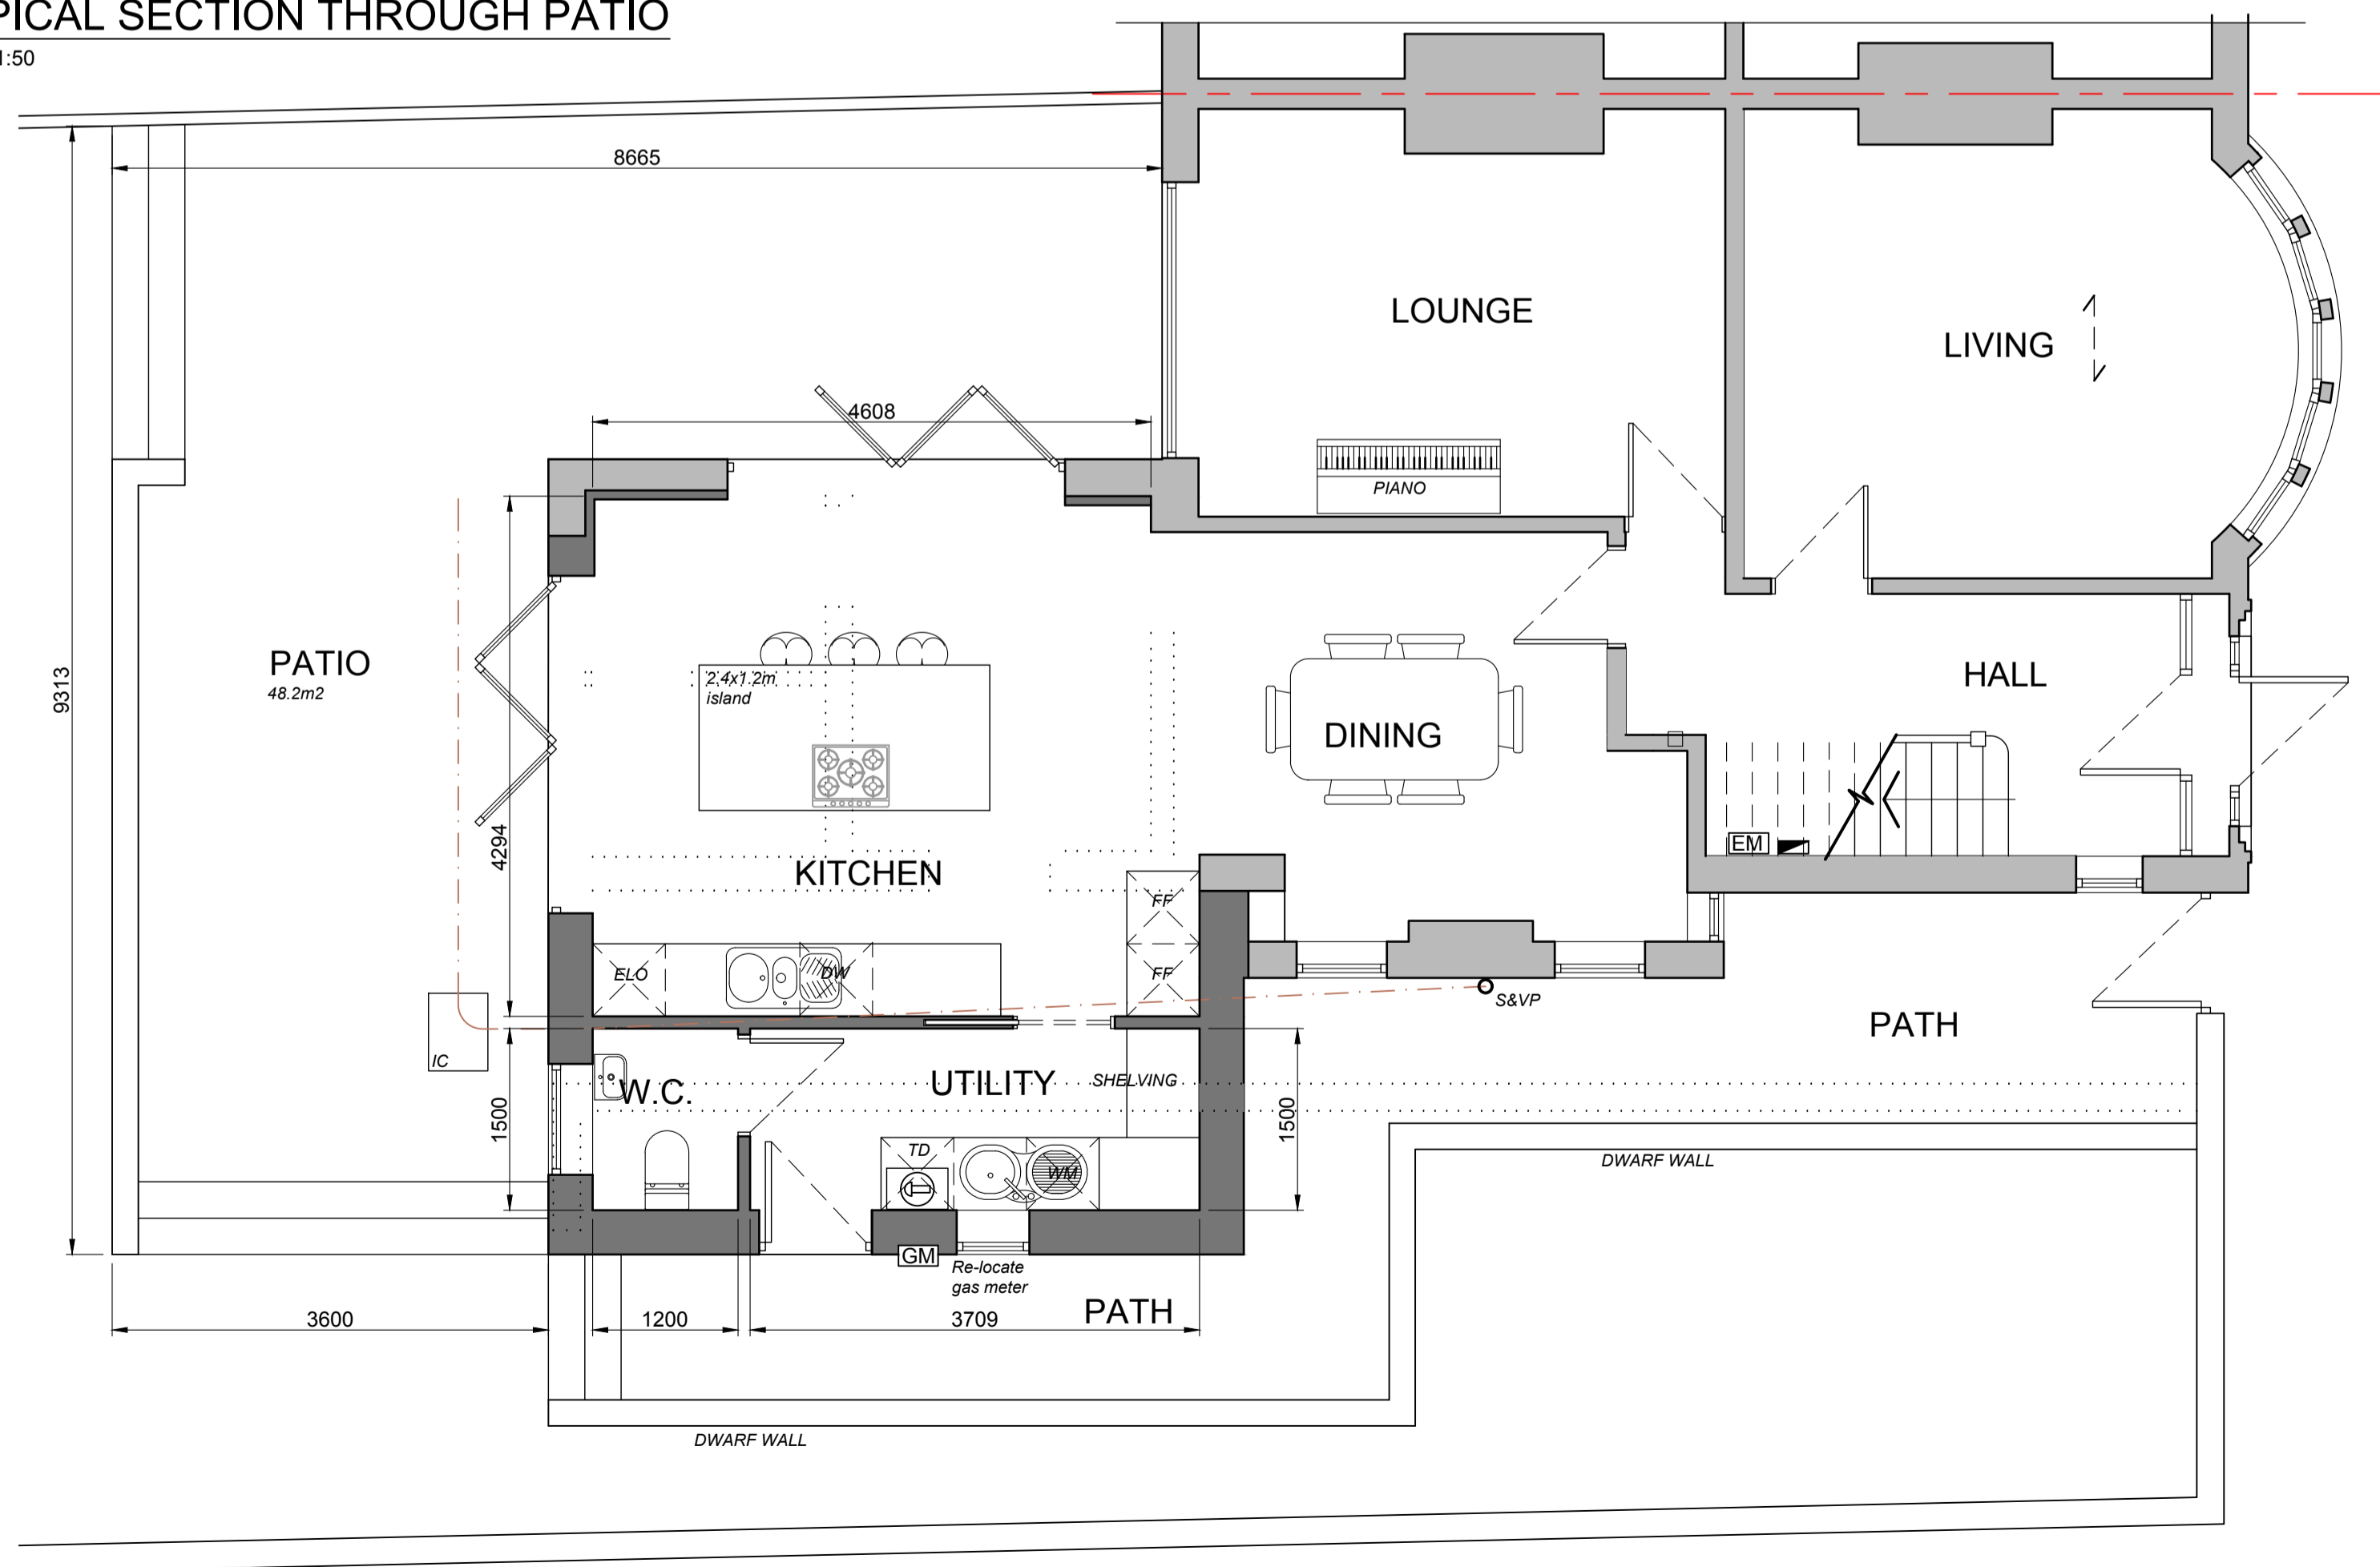 PICAL SECTION THROUGH PATIO
1:50
8665
4608
LOUNGE
LIVING
PIANO
9313
PATIO
48.2m2
2.4x1.2m
island
HALL
DINING
4294
KITCHEN
EM
FF
ELO
DW
FF
S&VP
PATH
IC
W.C.
UTILITY
SHELVING
1500
1500
TD
WM
DWARF WALL
GM
Re-locate
gas meter
3600
1200
3709
PATH
DWARF WALL